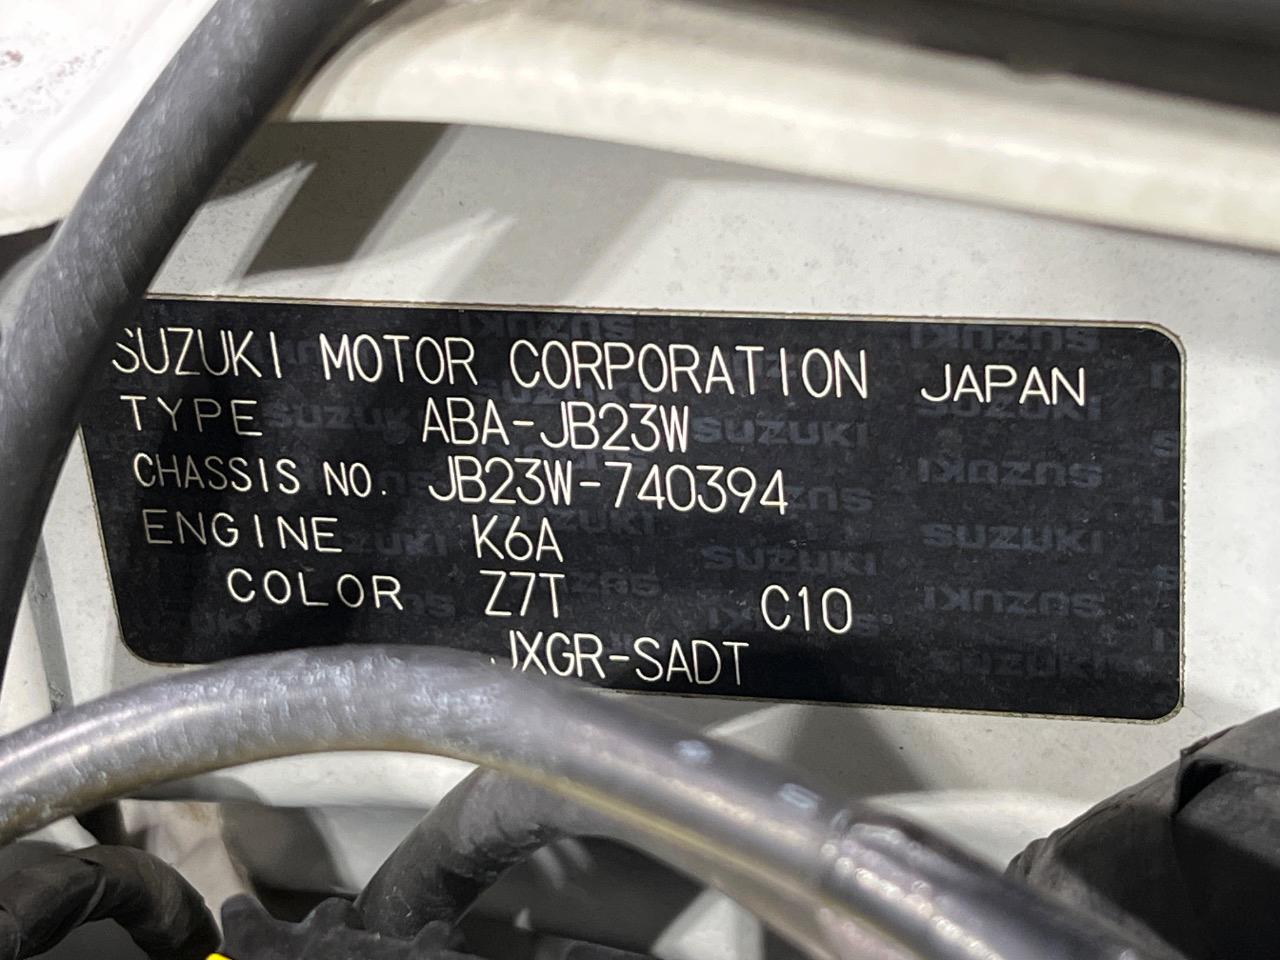 SUZUKI MOTOR CORPORATION JAPAN
TYPE ABA-JB23W
CHASSIS NO. JB23W-740394
ENGINE K6A
COLOR Z7T C10
JXGR-SADT